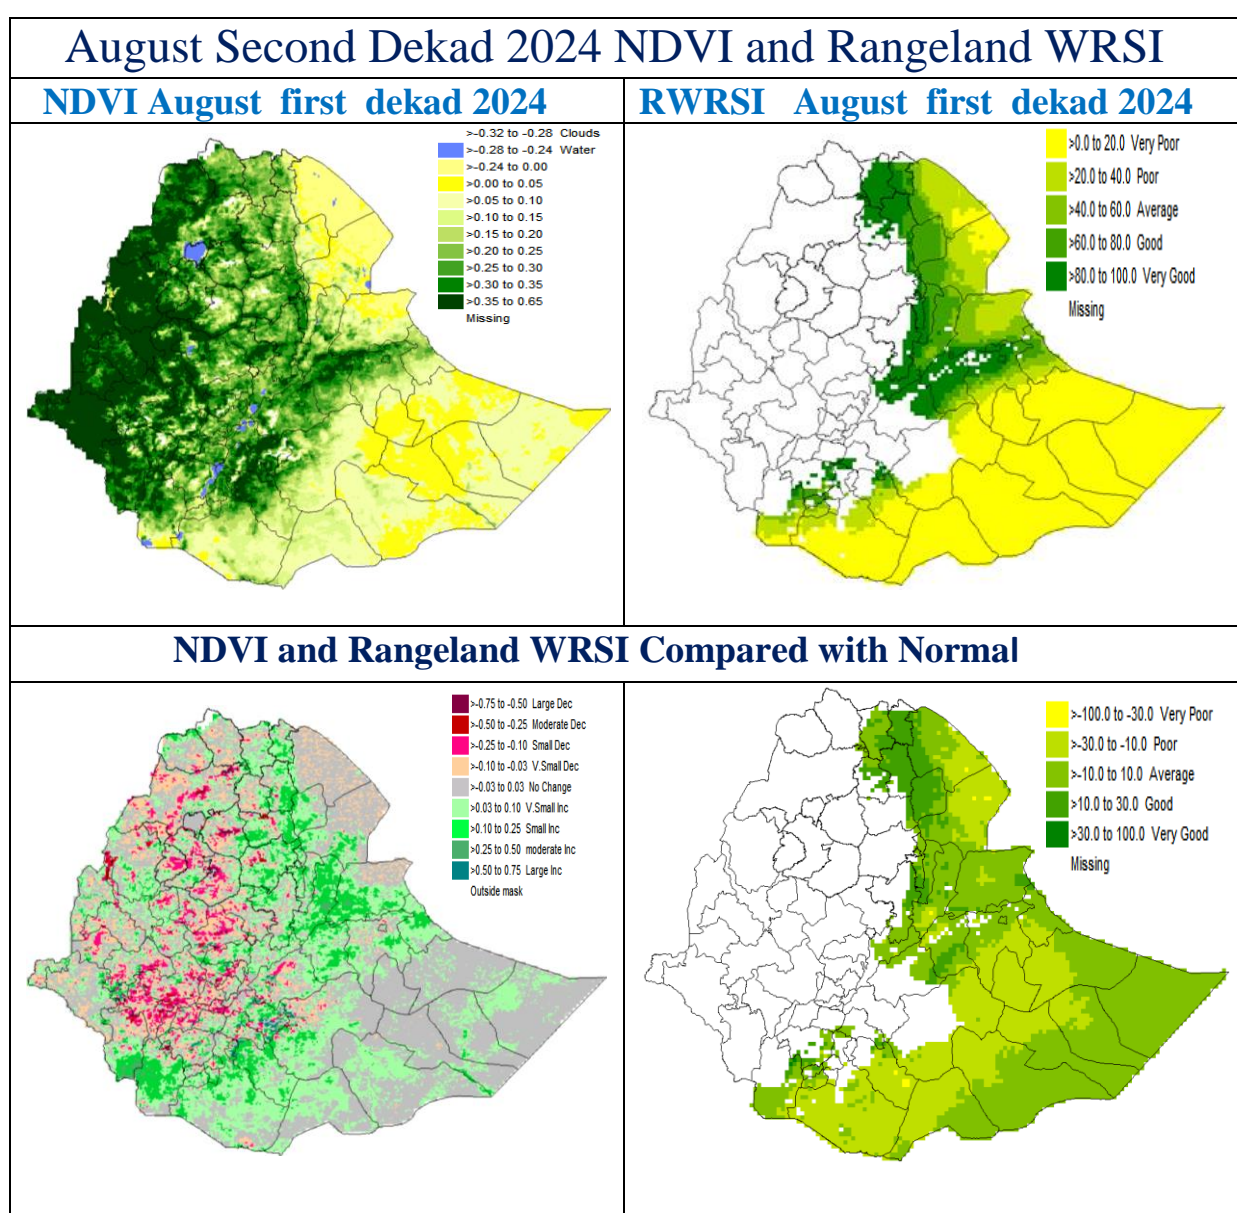 August Second Dekad 2024 NDVI and Rangeland WRSI
NDVI August first dekad 2024
RWRSI August first dekad 2024
>-0.32 to -0.28 Clouds
>-0.28 to -0.24 Water
>-0.24 to 0.00
>0.00 to 0.05
>0.05 to 0.10
>0.10 to 0.15
>0.15 to 0.20
>0.20 to 0.25
>0.25 to 0.30
>0.30 to 0.35
>0.35 to 0.65
Missing
>0.0 to 20.0 Very Poor
>20.0 to 40.0 Poor
>40.0 to 60.0 Average
>60.0 to 80.0 Good
>80.0 to 100.0 Very Good
Missing
NDVI and Rangeland WRSI Compared with Normal
>-0.75 to -0.50 Large Dec
>-0.50 to -0.25 Moderate Dec
>-0.25 to -0.10 Small Dec
>-0.10 to -0.03 V.Small Dec
>-0.03 to 0.03 No Change
>0.03 to 0.10 V.Small Inc
>0.10 to 0.25 Small Inc
>0.25 to 0.50 moderate Inc
>0.50 to 0.75 Large Inc
Outside mask
>-100.0 to -30.0 Very Poor
>-30.0 to -10.0 Poor
>-10.0 to 10.0 Average
>10.0 to 30.0 Good
>30.0 to 100.0 Very Good
Missing